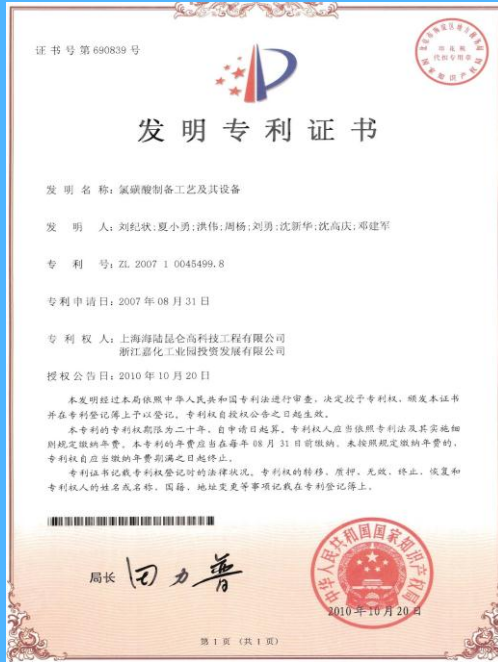 证书号第690839号
印花税
代扣专用章
发明专利证书
发明名称：氯磺酸制备工艺及其设备
发明人：刘纪状;夏小勇;洪伟;周杨;刘勇;沈新华;沈高庆;邓建军
专利号：ZL 2007 1 0045499.8
专利申请日：2007年08月31日
专利权人：上海海陆昆仑高科技工程有限公司
浙江嘉化工业园投资发展有限公司
授权公告日：2010年10月20日
本发明经过本局依照中华人民共和国专利法进行审查，决定授予专利权，颁发本证书
并在专利登记簿上予以登记。专利权自授权公告之日起生效。
本专利的专利权期限为二十年，自申请日起算。专利权人应当依照专利法及其实施细
则规定缴纳年费。本专利的年费应当在每年08月31日前缴纳。未按照规定缴纳年费的，
专利权自应当缴纳年费期满之日起终止。
专利证书记载专利权登记时的法律状况。专利权的转移、质押、无效、终止、恢复和
专利权人的姓名或名称、国籍、地址变更等事项记载在专利登记簿上。
局长 田力普
中华人民共和国国家知识产权局
2010年10月20日
第1页（共1页）